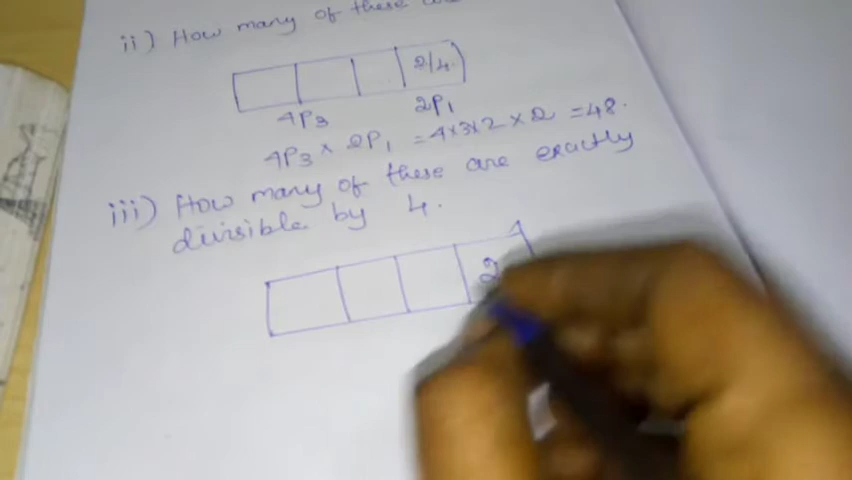 ii) How many of these
2/4.
4P3 2P1
4P3 × 2P1 = 4×3×2 × 2 = 48.
iii) How many of these are exactly
divisible by 4.
2